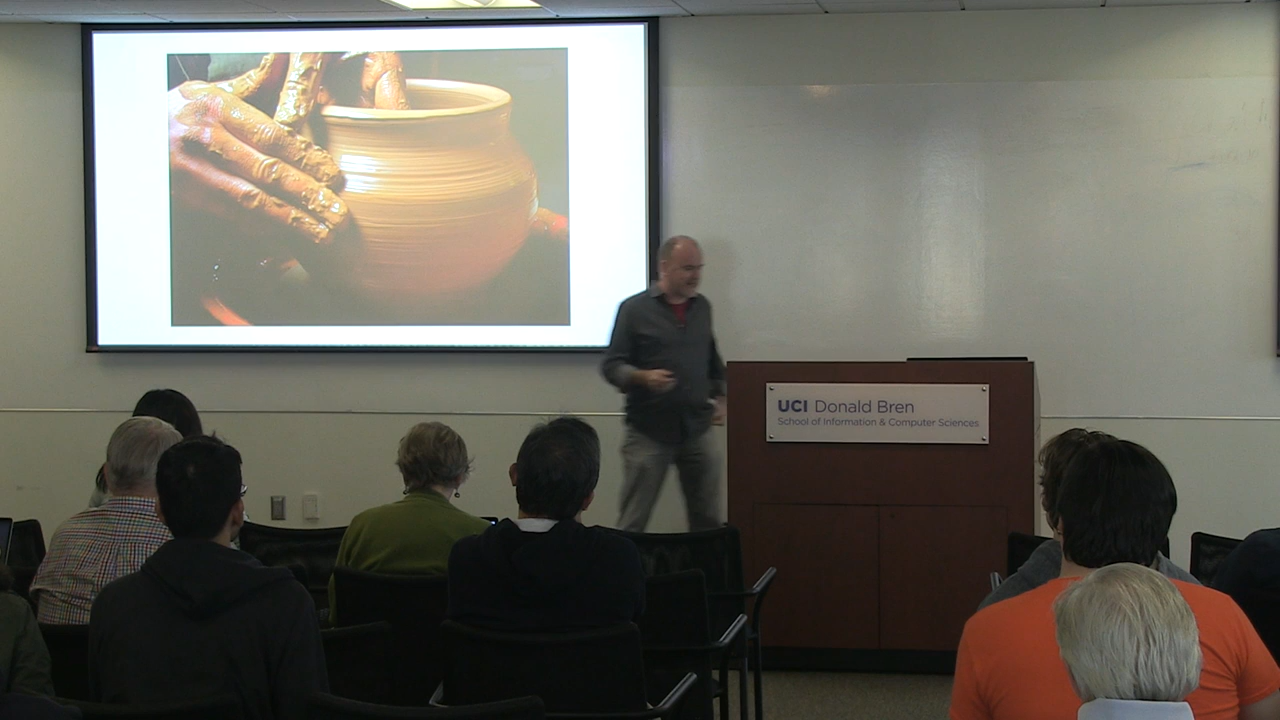 UCI Donald Bren
School of Information & Computer Sciences